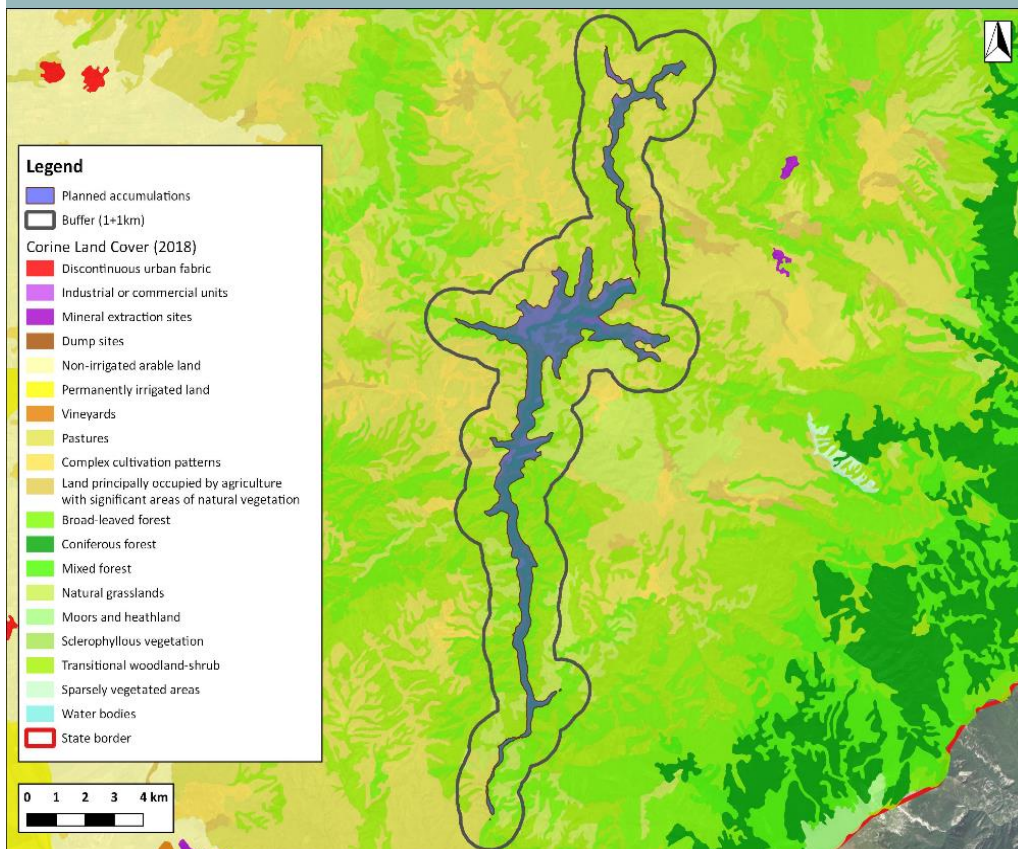 Legend
Planned accumulations
Buffer (1+1km)
Corine Land Cover (2018)
Discontinuous urban fabric
Industrial or commercial units
Mineral extraction sites
Dump sites
Non-irrigated arable land
Permanently irrigated land
Vineyards
Pastures
Complex cultivation patterns
Land principally occupied by agriculture
with significant areas of natural vegetation
Broad-leaved forest
Coniferous forest
Mixed forest
Natural grasslands
Moors and heathland
Sclerophyllous vegetation
Transitional woodland-shrub
Sparsely vegetated areas
Water bodies
State border
0 1 2 3 4 km